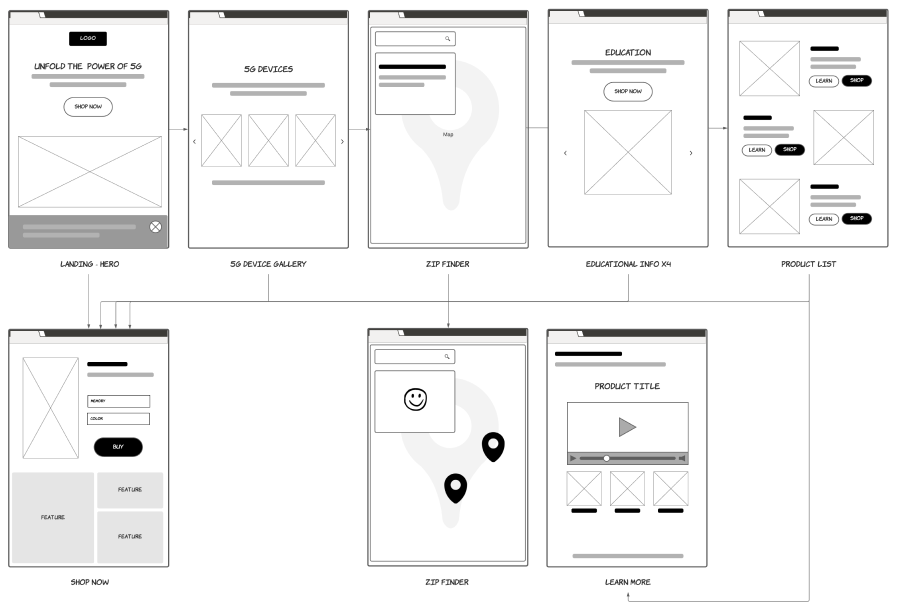 LOGO
UNFOLD THE POWER OF 5G
SHOP NOW
LANDING - HERO
5G DEVICES
5G DEVICE GALLERY
Map
ZIP FINDER
EDUCATION
SHOP NOW
EDUCATIONAL INFO X4
LEARN SHOP
LEARN SHOP
LEARN SHOP
PRODUCT LIST
MEMORY
COLOR
BUY
FEATURE
FEATURE
FEATURE
SHOP NOW
ZIP FINDER
PRODUCT TITLE
LEARN MORE